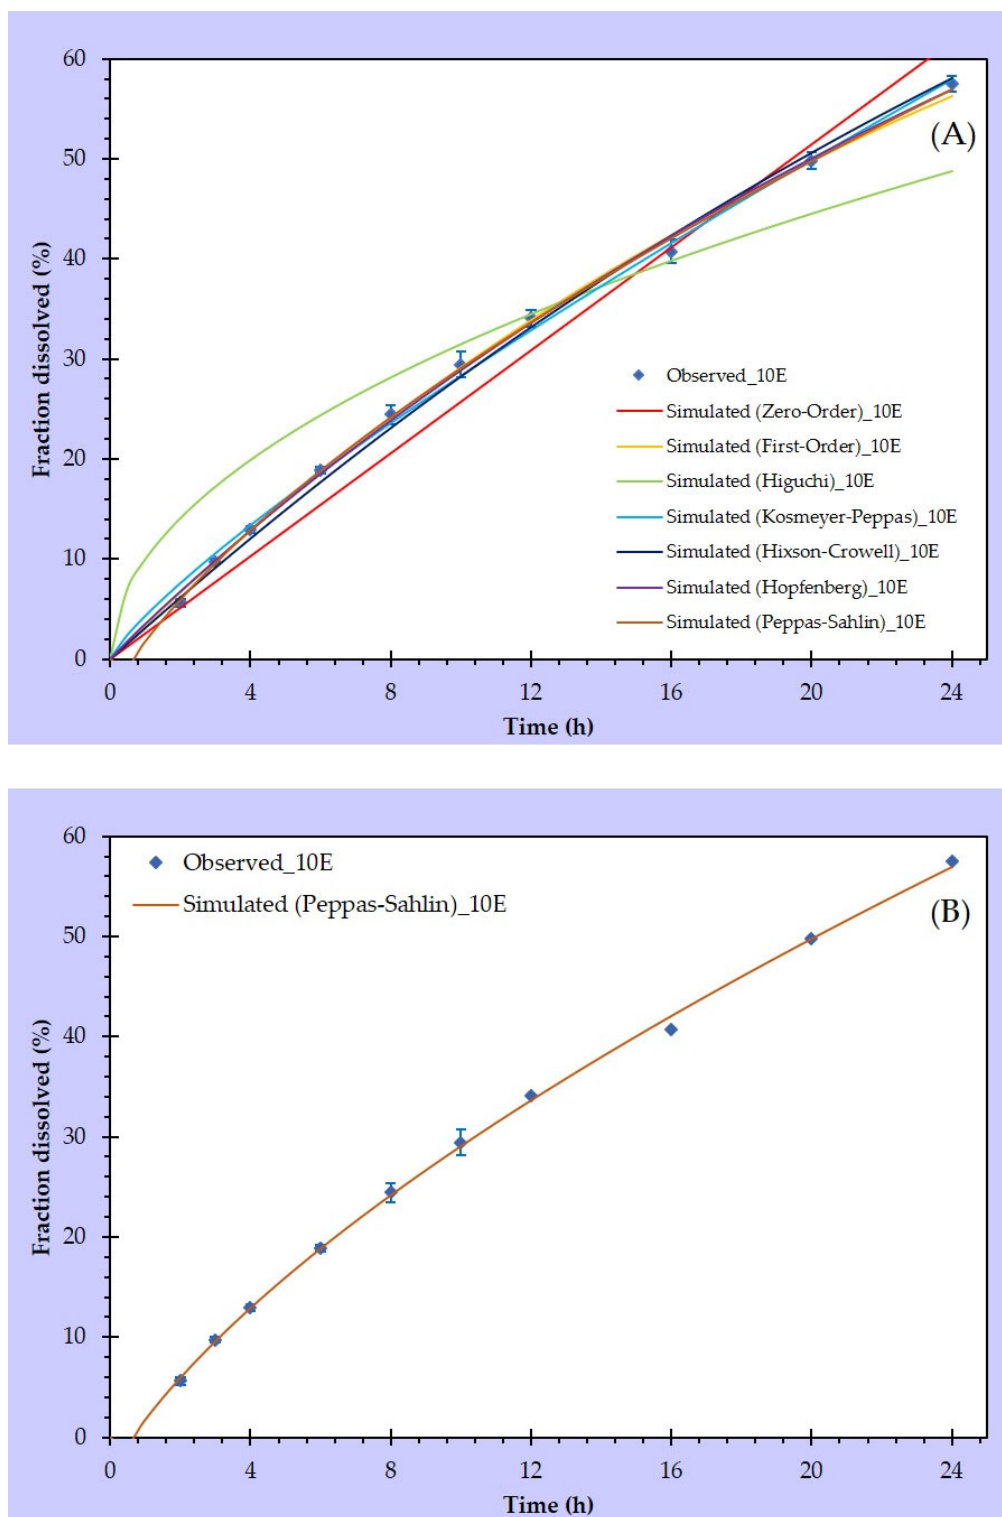 60
50
40
30
20
10
0
Fraction dissolved (%)
(A)
Observed_10E
Simulated (Zero-Order)_10E
Simulated (First-Order)_10E
Simulated (Higuchi)_10E
Simulated (Kosmeyer-Peppas)_10E
Simulated (Hixson-Crowell)_10E
Simulated (Hopfenberg)_10E
Simulated (Peppas-Sahlin)_10E
0 4 8 12 16 20 24
Time (h)
60
50
40
30
20
10
0
Fraction dissolved (%)
Observed_10E
Simulated (Peppas-Sahlin)_10E
(B)
0 4 8 12 16 20 24
Time (h)